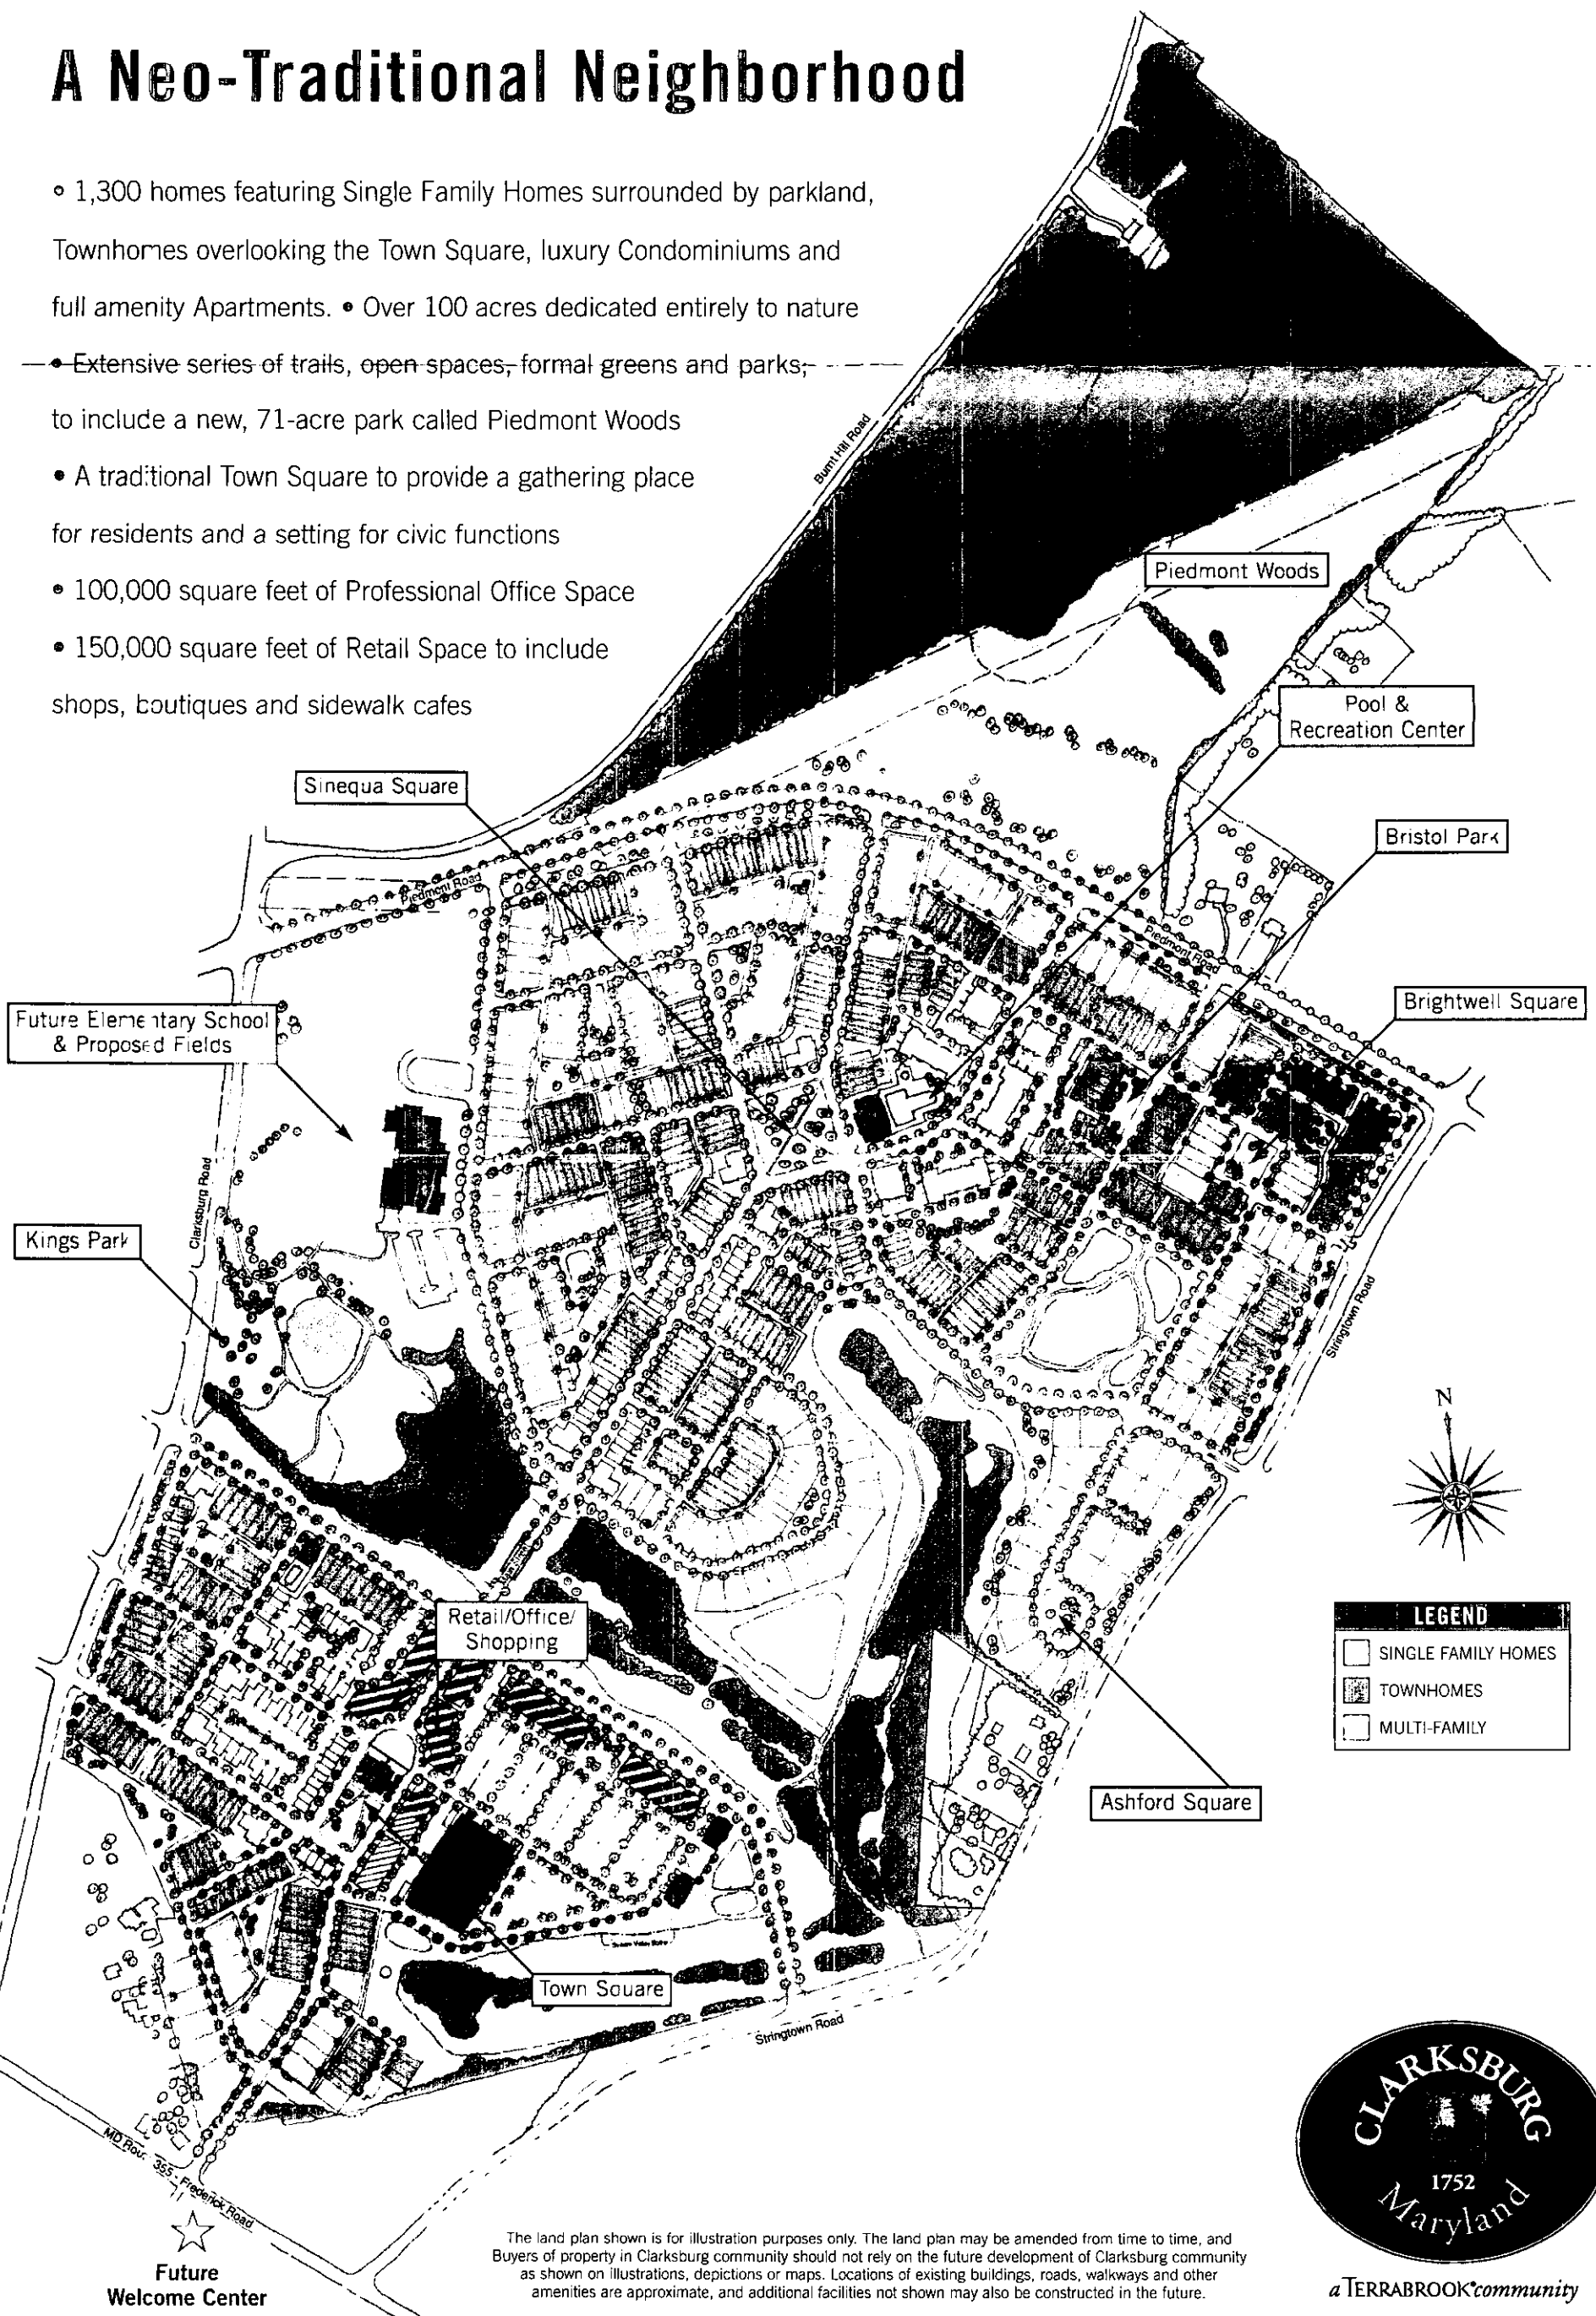 A Neo-Traditional Neighborhood
• 1,300 homes featuring Single Family Homes surrounded by parkland,
Townhomes overlooking the Town Square, luxury Condominiums and
full amenity Apartments. • Over 100 acres dedicated entirely to nature
• Extensive series of trails, open spaces, formal greens and parks,
to include a new, 71-acre park called Piedmont Woods
• A traditional Town Square to provide a gathering place
for residents and a setting for civic functions
• 100,000 square feet of Professional Office Space
• 150,000 square feet of Retail Space to include
shops, boutiques and sidewalk cafes
Burnt Hill Road
Piedmont Woods
Pool &
Recreation Center
Sinequa Square
Bristol Park
Piedmont Road
Piedmont Road
Brightwell Square
Future Elementary School
& Proposed Fields
Clarksburg Road
Kings Park
Stringtown Road
N
Retail/Office/
Shopping
LEGEND
SINGLE FAMILY HOMES
TOWNHOMES
MULTI-FAMILY
Ashford Square
Town Square
Stringtown Road
MD Rou 355 - Frederick Road
Future
Welcome Center
CLARKSBURG
1752
Maryland
a TERRABROOK community
The land plan shown is for illustration purposes only. The land plan may be amended from time to time, and
Buyers of property in Clarksburg community should not rely on the future development of Clarksburg community
as shown on illustrations, depictions or maps. Locations of existing buildings, roads, walkways and other
amenities are approximate, and additional facilities not shown may also be constructed in the future.